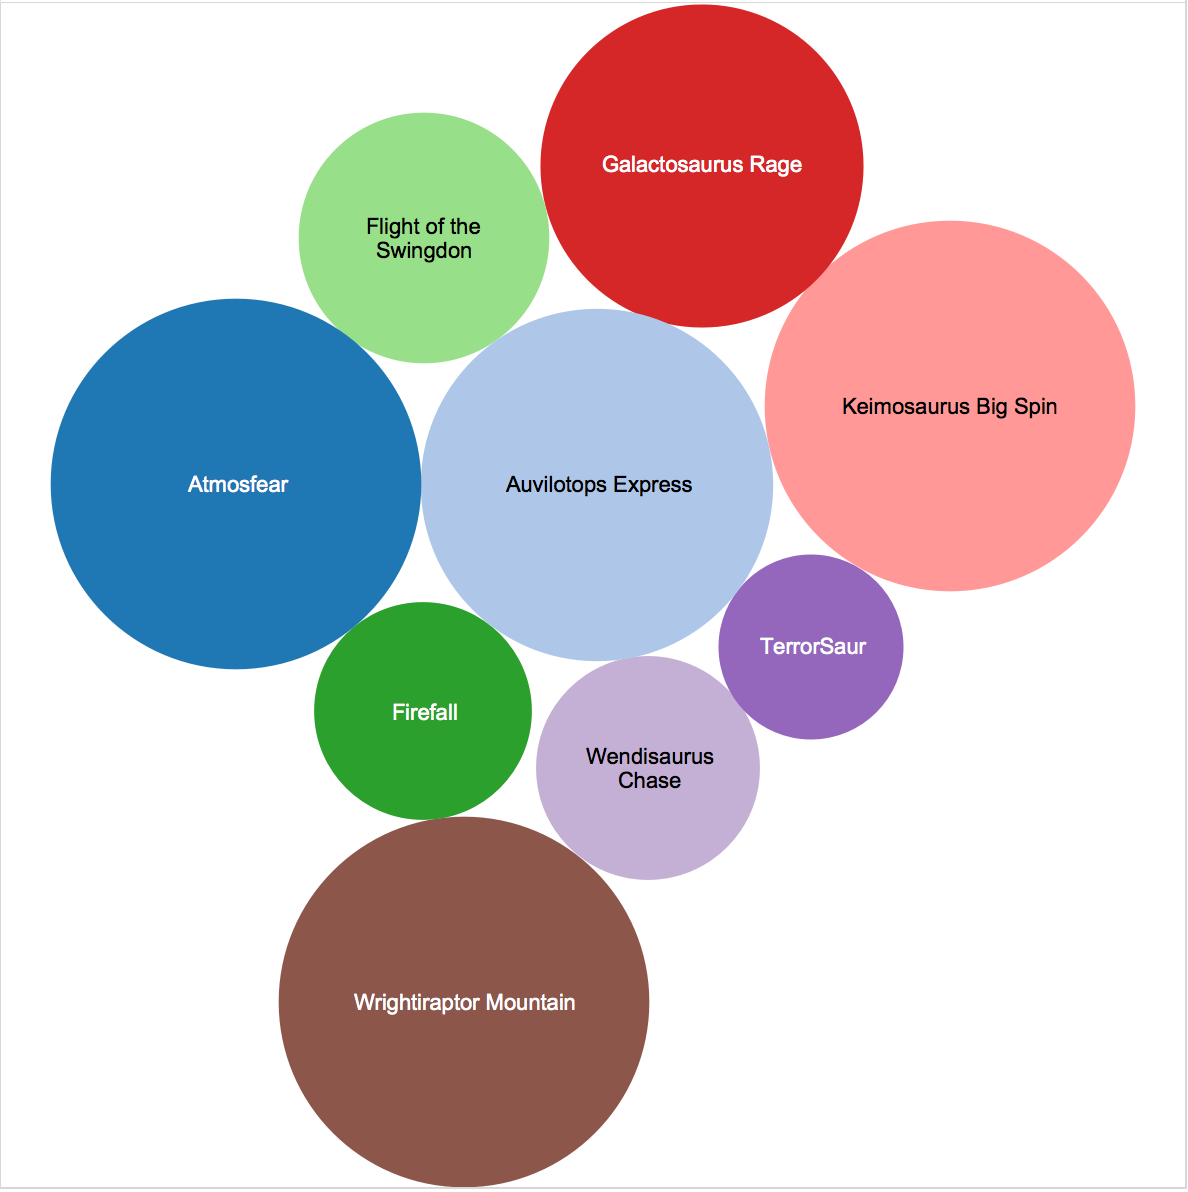 Galactosaurus Rage
Flight of the
Swingdon
Keimosaurus Big Spin
Atmosfear
Auvilotops Express
TerrorSaur
Firefall
Wendisaurus
Chase
Wrightiraptor Mountain